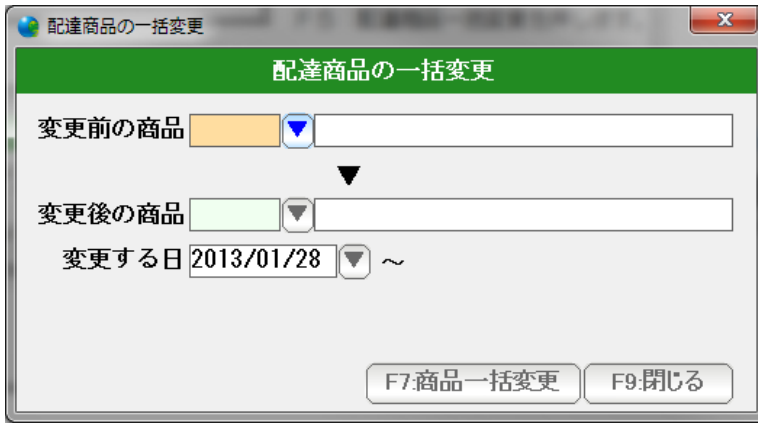 配達商品の一括変更
配達商品の一括変更
変更前の商品
▼
変更後の商品
変更する日 2013/01/28 ～
F7:商品一括変更 F9:閉じる